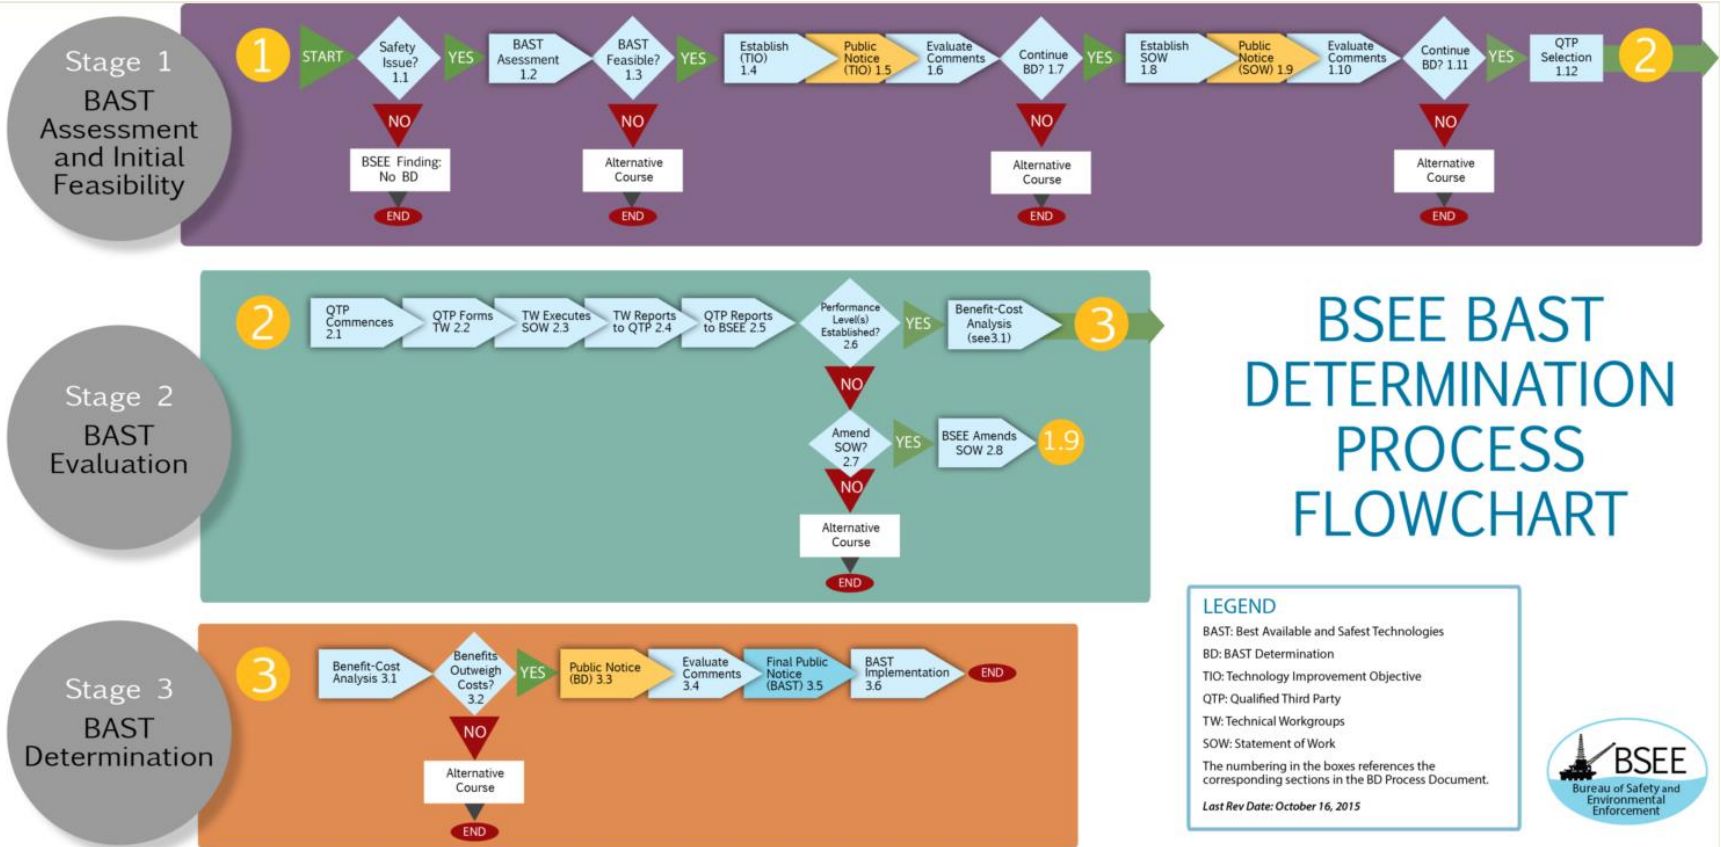 Stage 1
BAST
Assessment
and Initial
Feasibility
1
START
Safety
Issue?
1.1
YES
BAST
Assessment
1.2
BAST
Feasible?
1.3
YES
Establish
(TIO)
1.4
Public
Notice
(TIO) 1.5
Evaluate
Comments
1.6
Continue
BD? 1.7
YES
Establish
SOW
1.8
Public
Notice
(SOW) 1.9
Evaluate
Comments
1.10
Continue
BD? 1.11
YES
QTP
Selection
1.12
2
NO
BSEE Finding:
No BD
END
NO
Alternative
Course
END
NO
Alternative
Course
END
NO
Alternative
Course
END
Stage 2
BAST
Evaluation
2
QTP
Commences
2.1
QTP Forms
TW 2.2
TW Executes
SOW 2.3
TW Reports
to QTP 2.4
QTP Reports
to BSEE 2.5
Performance
Level(s)
Established?
2.6
YES
Benefit-Cost
Analysis
(see3.1)
3
NO
Amend
SOW?
2.7
YES
BSEE Amends
SOW 2.8
1.9
NO
Alternative
Course
END
BSEE BAST
DETERMINATION
PROCESS
FLOWCHART
Stage 3
BAST
Determination
3
Benefit-Cost
Analysis 3.1
Benefits
Outweigh
Costs?
3.2
YES
Public Notice
(BD) 3.3
Evaluate
Comments
3.4
Final Public
Notice
(BAST) 3.5
BAST
Implementation
3.6
END
NO
Alternative
Course
END
LEGEND
BAST: Best Available and Safest Technologies
BD: BAST Determination
TIO: Technology Improvement Objective
QTP: Qualified Third Party
TW: Technical Workgroups
SOW: Statement of Work
The numbering in the boxes references the
corresponding sections in the BD Process Document.
Last Rev Date: October 16, 2015
BSEE
Bureau of Safety and
Environmental
Enforcement